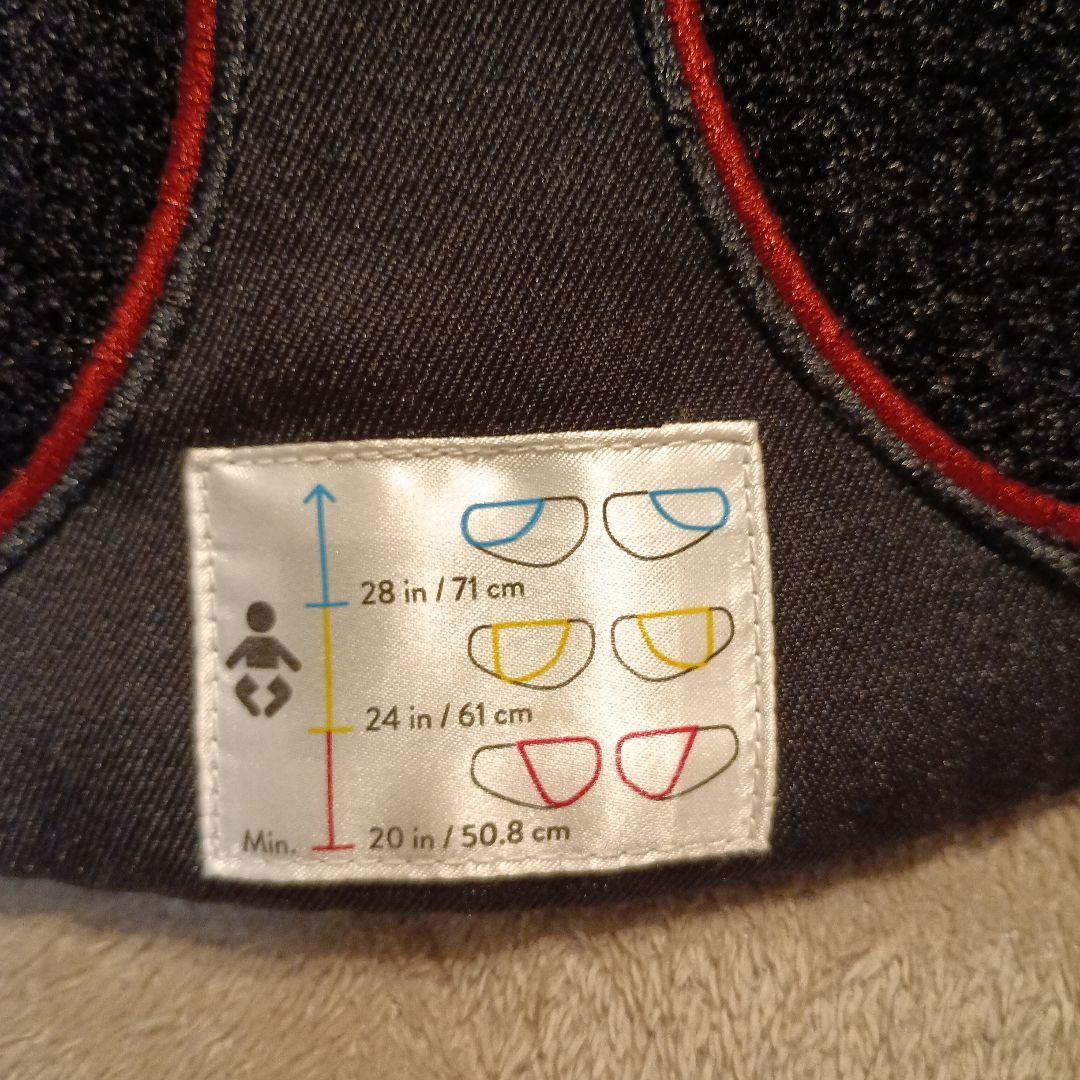 28 in / 71 cm
24 in / 61 cm
Min. 20 in / 50.8 cm